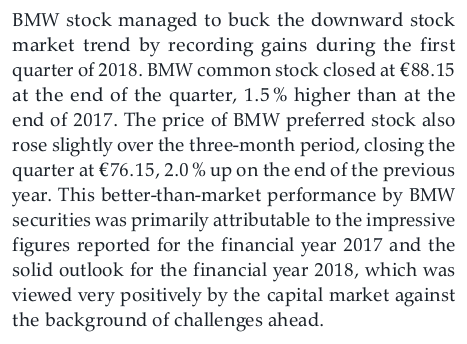 BMW stock managed to buck the downward stock
market trend by recording gains during the first
quarter of 2018. BMW common stock closed at €88.15
at the end of the quarter, 1.5 % higher than at the
end of 2017. The price of BMW preferred stock also
rose slightly over the three-month period, closing the
quarter at €76.15, 2.0 % up on the end of the previous
year. This better-than-market performance by BMW
securities was primarily attributable to the impressive
figures reported for the financial year 2017 and the
solid outlook for the financial year 2018, which was
viewed very positively by the capital market against
the background of challenges ahead.